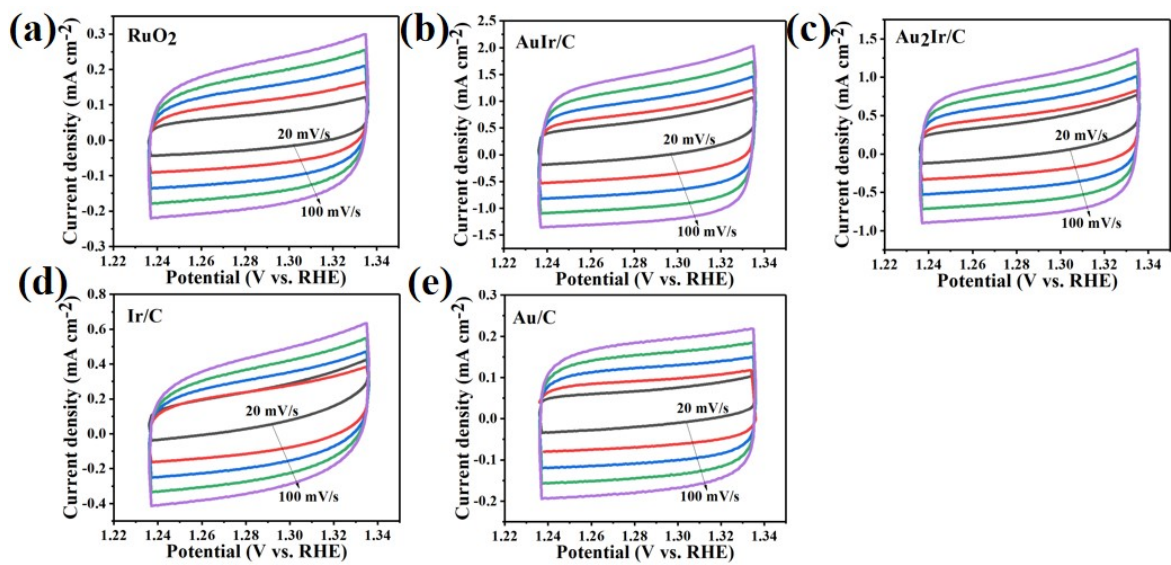 (a)
RuO2
Current density (mA cm-2)
0.3
0.2
0.1
0.0
-0.1
-0.2
-0.3
20 mV/s
100 mV/s
1.22 1.24 1.26 1.28 1.30 1.32 1.34
Potential (V vs. RHE)
(b)
AuIr/C
Current density (mA cm-2)
2.5
2.0
1.5
1.0
0.5
0.0
-0.5
-1.0
-1.5
20 mV/s
100 mV/s
1.22 1.24 1.26 1.28 1.30 1.32 1.34
Potential (V vs. RHE)
(c)
Au2Ir/C
Current density (mA cm-2)
1.5
1.0
0.5
0.0
-0.5
-1.0
20 mV/s
100 mV/s
1.22 1.24 1.26 1.28 1.30 1.32 1.34
Potential (V vs. RHE)
(d)
Ir/C
Current density (mA cm-2)
0.8
0.6
0.4
0.2
0.0
-0.2
-0.4
20 mV/s
100 mV/s
1.22 1.24 1.26 1.28 1.30 1.32 1.34
Potential (V vs. RHE)
(e)
Au/C
Current density (mA cm-2)
0.3
0.2
0.1
0.0
-0.1
-0.2
20 mV/s
100 mV/s
1.22 1.24 1.26 1.28 1.30 1.32 1.34
Potential (V vs. RHE)